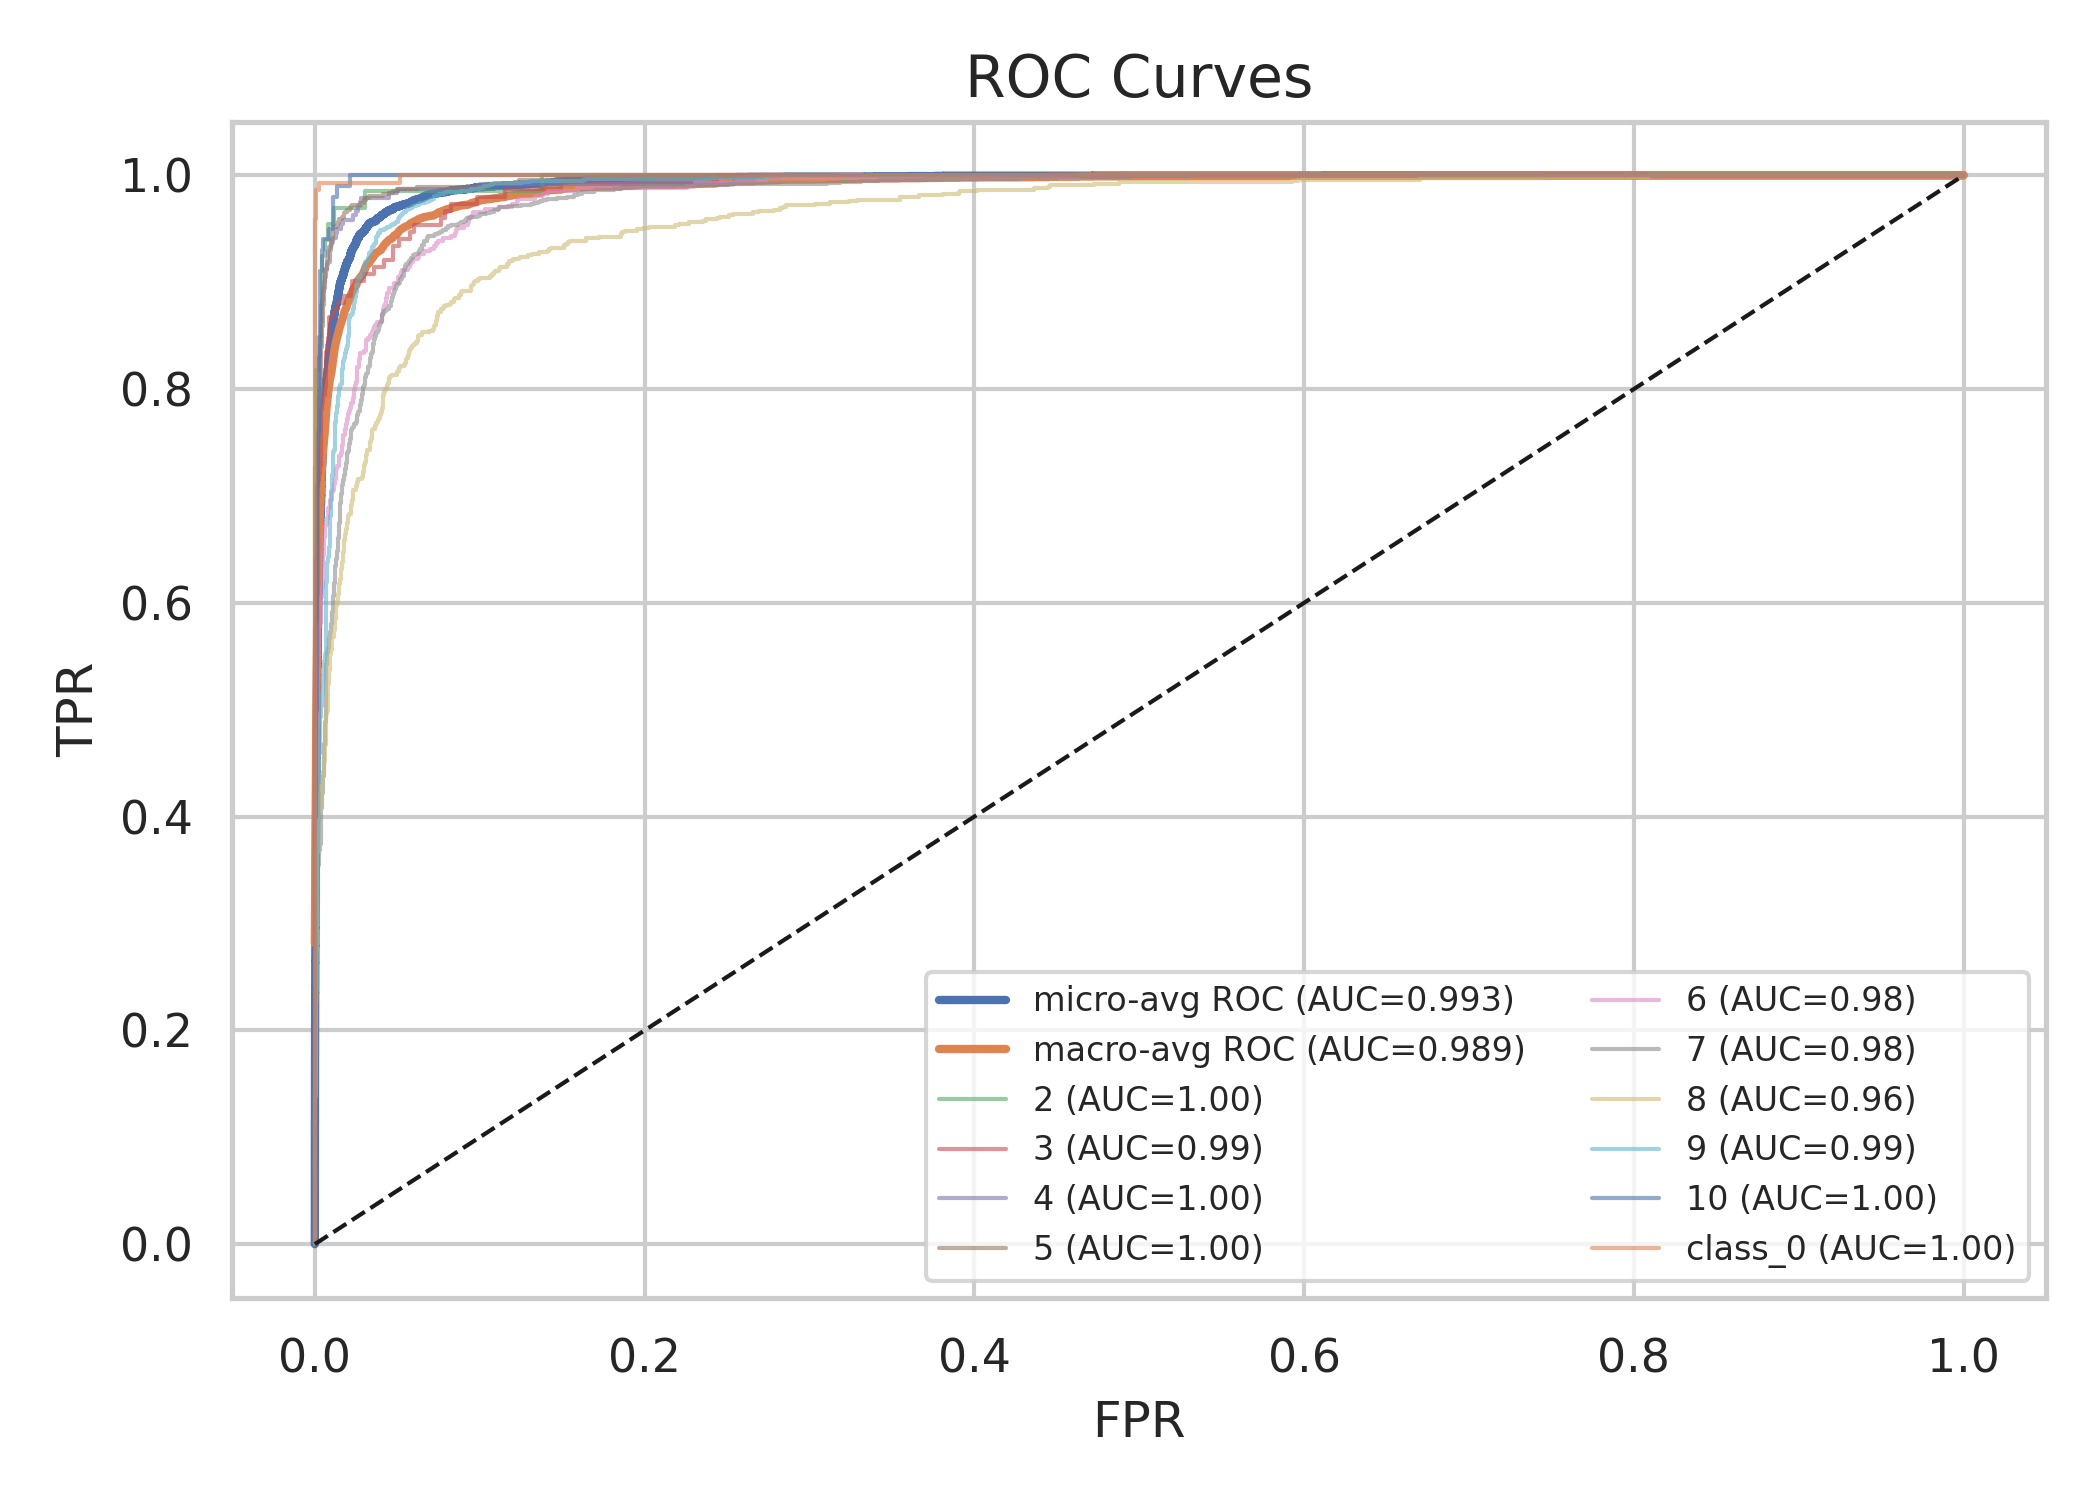 ROC Curves
1.0
0.8
0.6
0.4
0.2
0.0
TPR
micro-avg ROC (AUC=0.993)
macro-avg ROC (AUC=0.989)
2 (AUC=1.00)
3 (AUC=0.99)
4 (AUC=1.00)
5 (AUC=1.00)
6 (AUC=0.98)
7 (AUC=0.98)
8 (AUC=0.96)
9 (AUC=0.99)
10 (AUC=1.00)
class_0 (AUC=1.00)
0.0 0.2 0.4 0.6 0.8 1.0
FPR